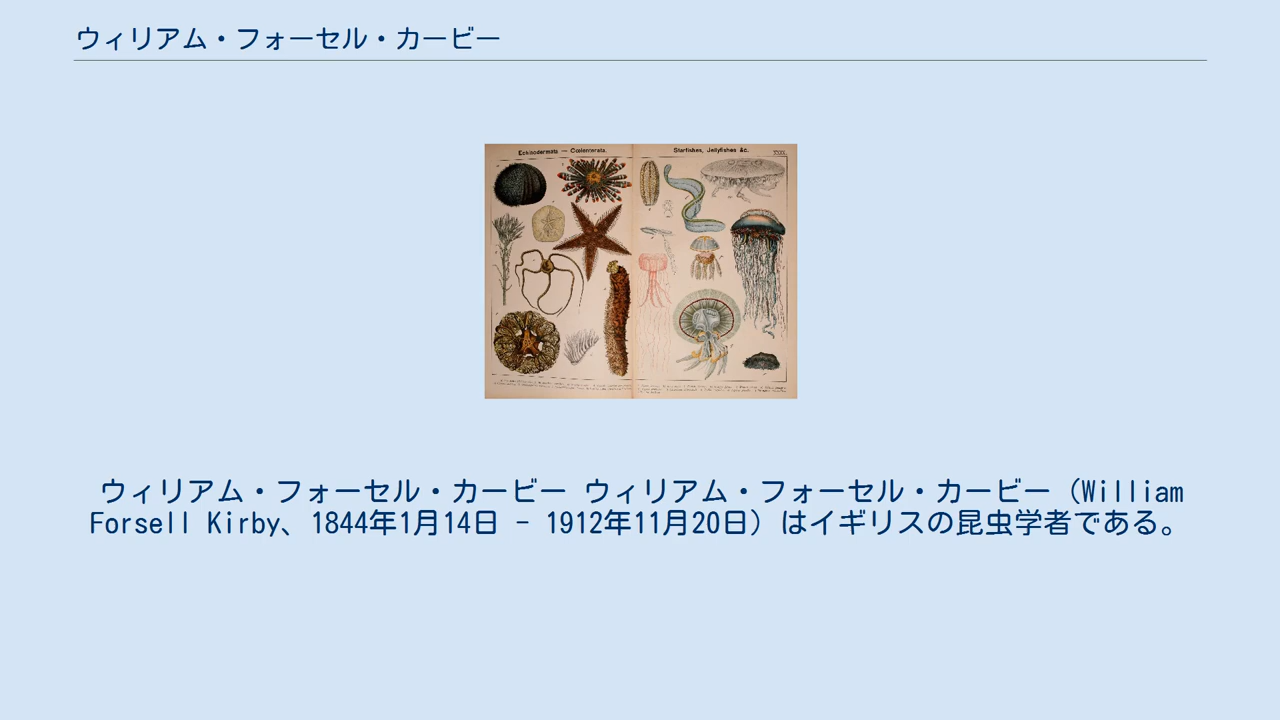 ウィリアム・フォーセル・カービー
Echinodermata — Cœlenterata.
Starfishes, Jellyfishes &c.
ウィリアム・フォーセル・カービー ウィリアム・フォーセル・カービー（William
Forsell Kirby、1844年1月14日 - 1912年11月20日）はイギリスの昆虫学者である。